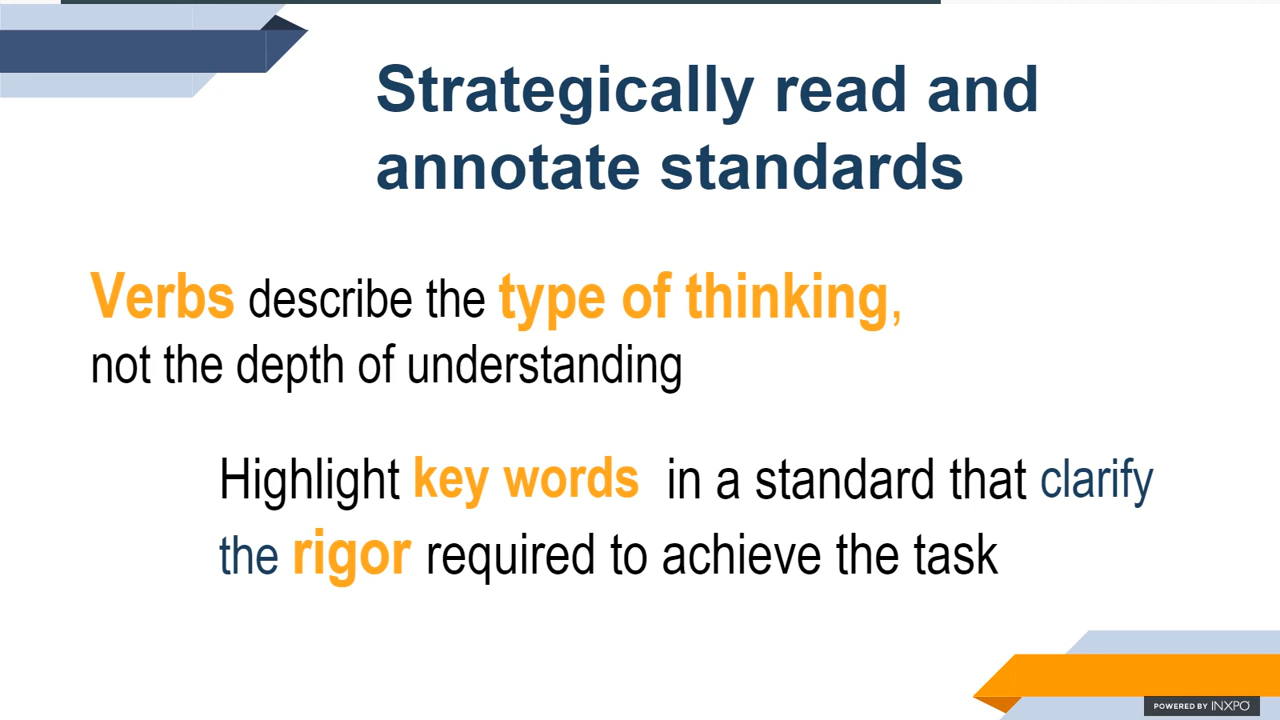 Strategically read and
annotate standards
Verbs describe the type of thinking,
not the depth of understanding
Highlight key words in a standard that clarify
the rigor required to achieve the task
POWERED BY INXPO